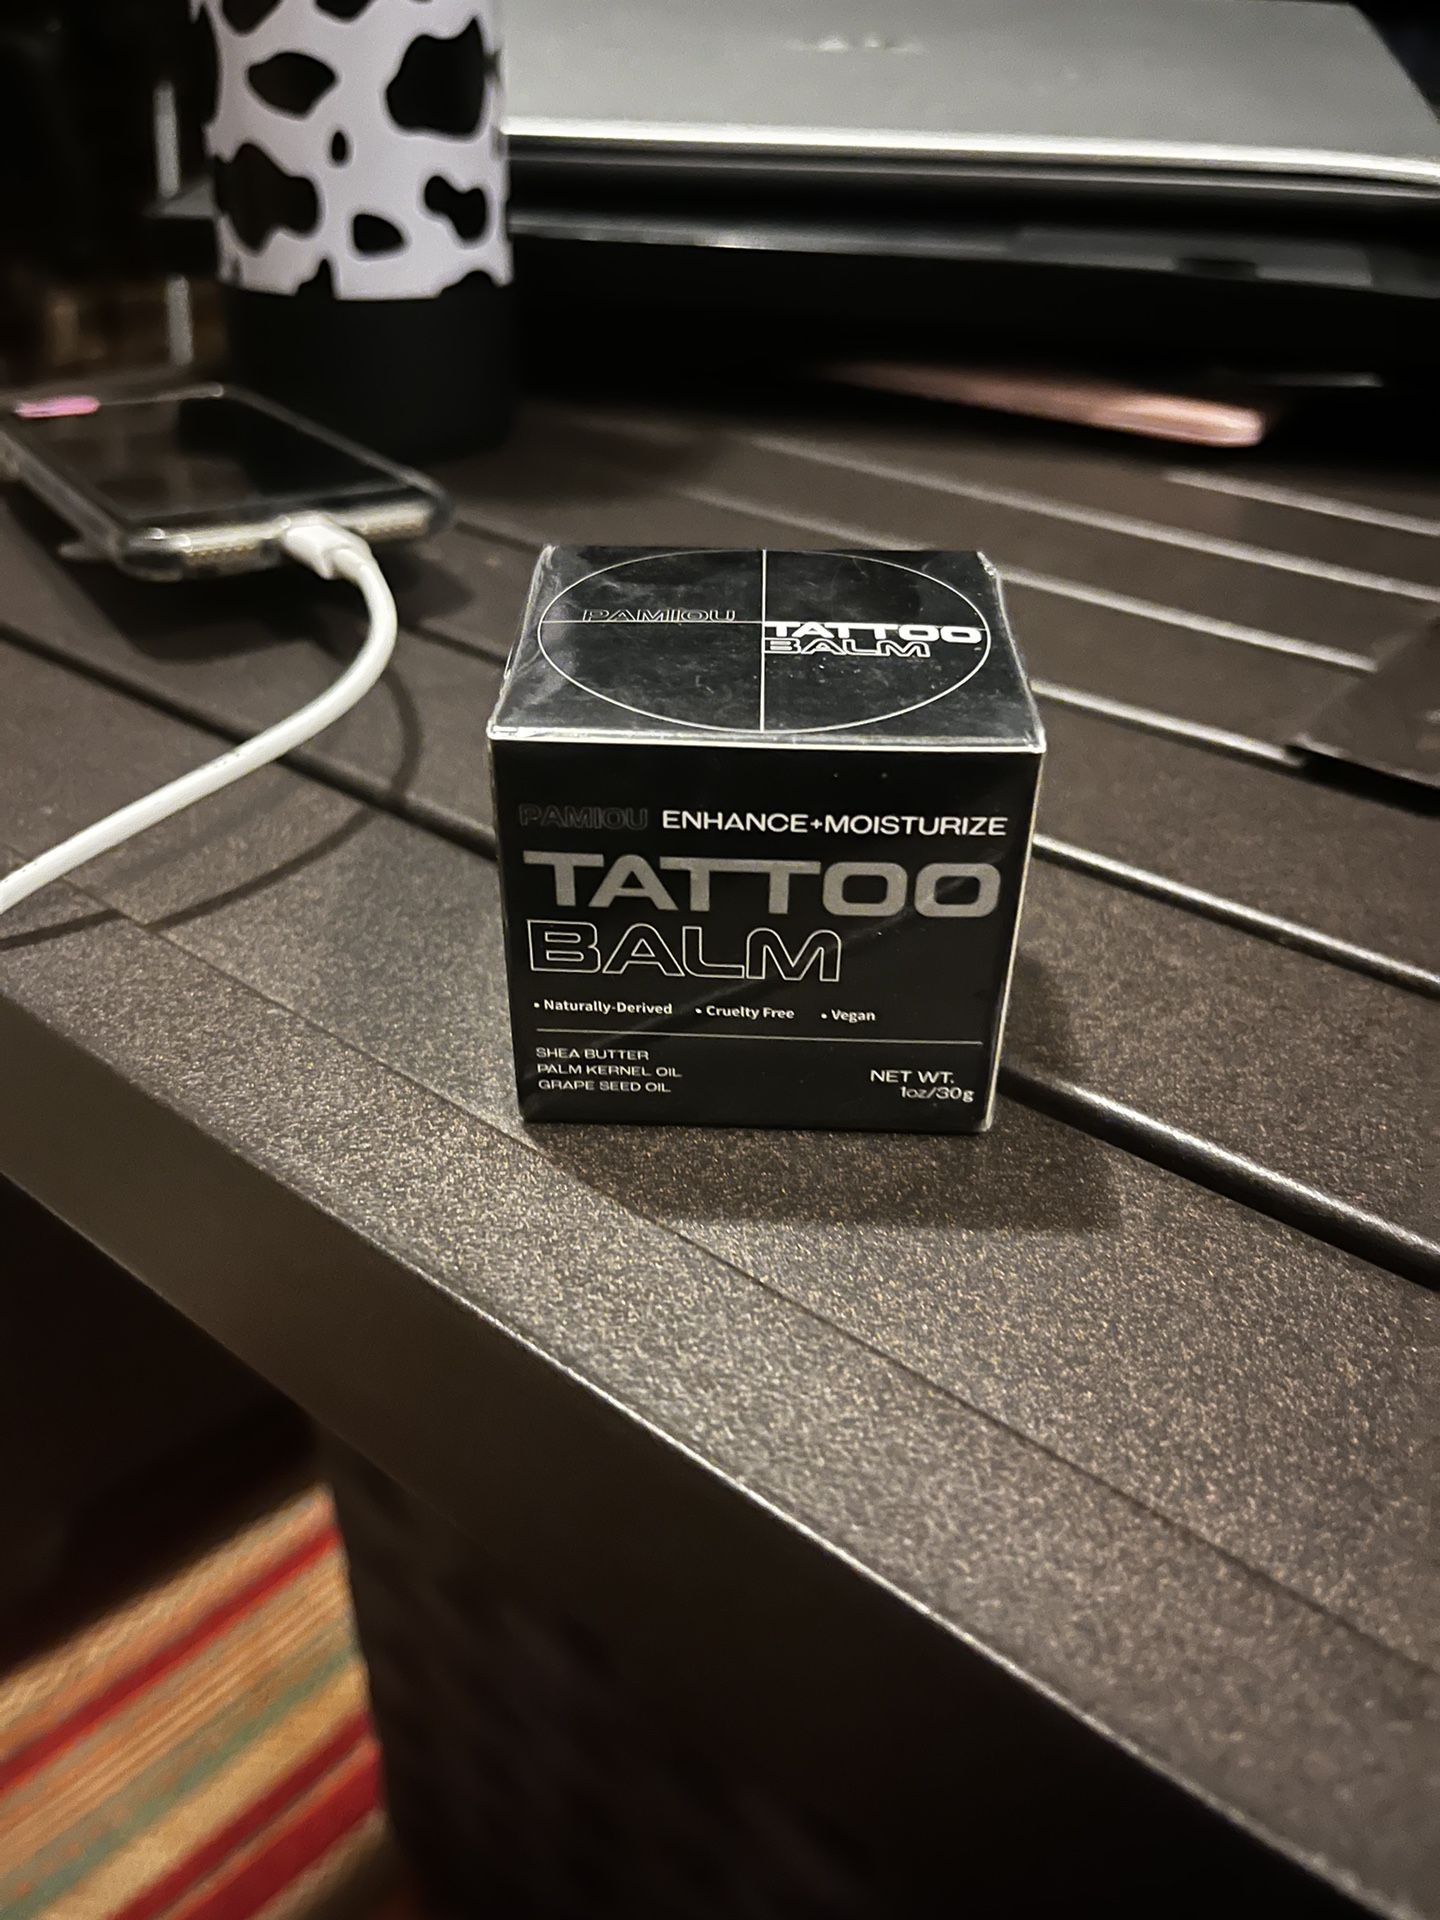 PAMIOU
TATTOO
BALM
PAMIOU ENHANCE+MOISTURIZE
TATTOO
BALM
• Naturally-Derived • Cruelty Free • Vegan
SHEA BUTTER
PALM KERNEL OIL
GRAPE SEED OIL
NET WT.
1oz/30g